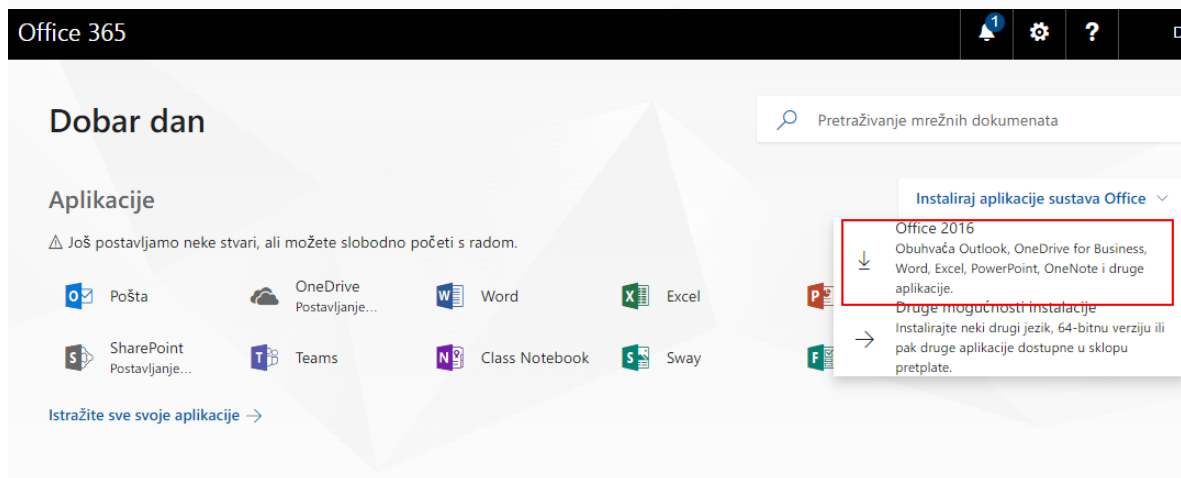 Office 365
1
?
D
Dobar dan
Pretraživanje mrežnih dokumenata
Aplikacije
Instaliraj aplikacije sustava Office
Još postavljamo neke stvari, ali možete slobodno početi s radom.
Office 2016
Obuhvaća Outlook, OneDrive for Business,
Word, Excel, PowerPoint, OneNote i druge
aplikacije.
Druge mogućnosti instalacije
Instalirajte neki drugi jezik, 64-bitnu verziju ili
pak druge aplikacije dostupne u sklopu
pretplate.
Pošta
OneDrive
Postavljanje...
Word
Excel
SharePoint
Postavljanje...
Teams
Class Notebook
Sway
Istražite sve svoje aplikacije